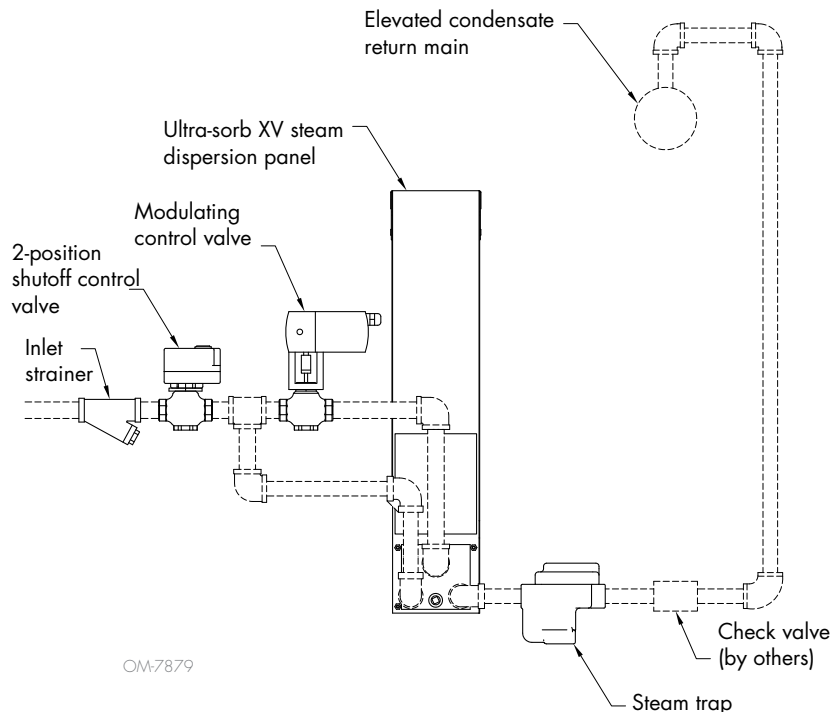 Elevated condensate
return main
Ultra-sorb XV steam
dispersion panel
Modulating
control valve
2-position
shutoff control
valve
Inlet
strainer
Check valve
(by others)
Steam trap
OM-7879